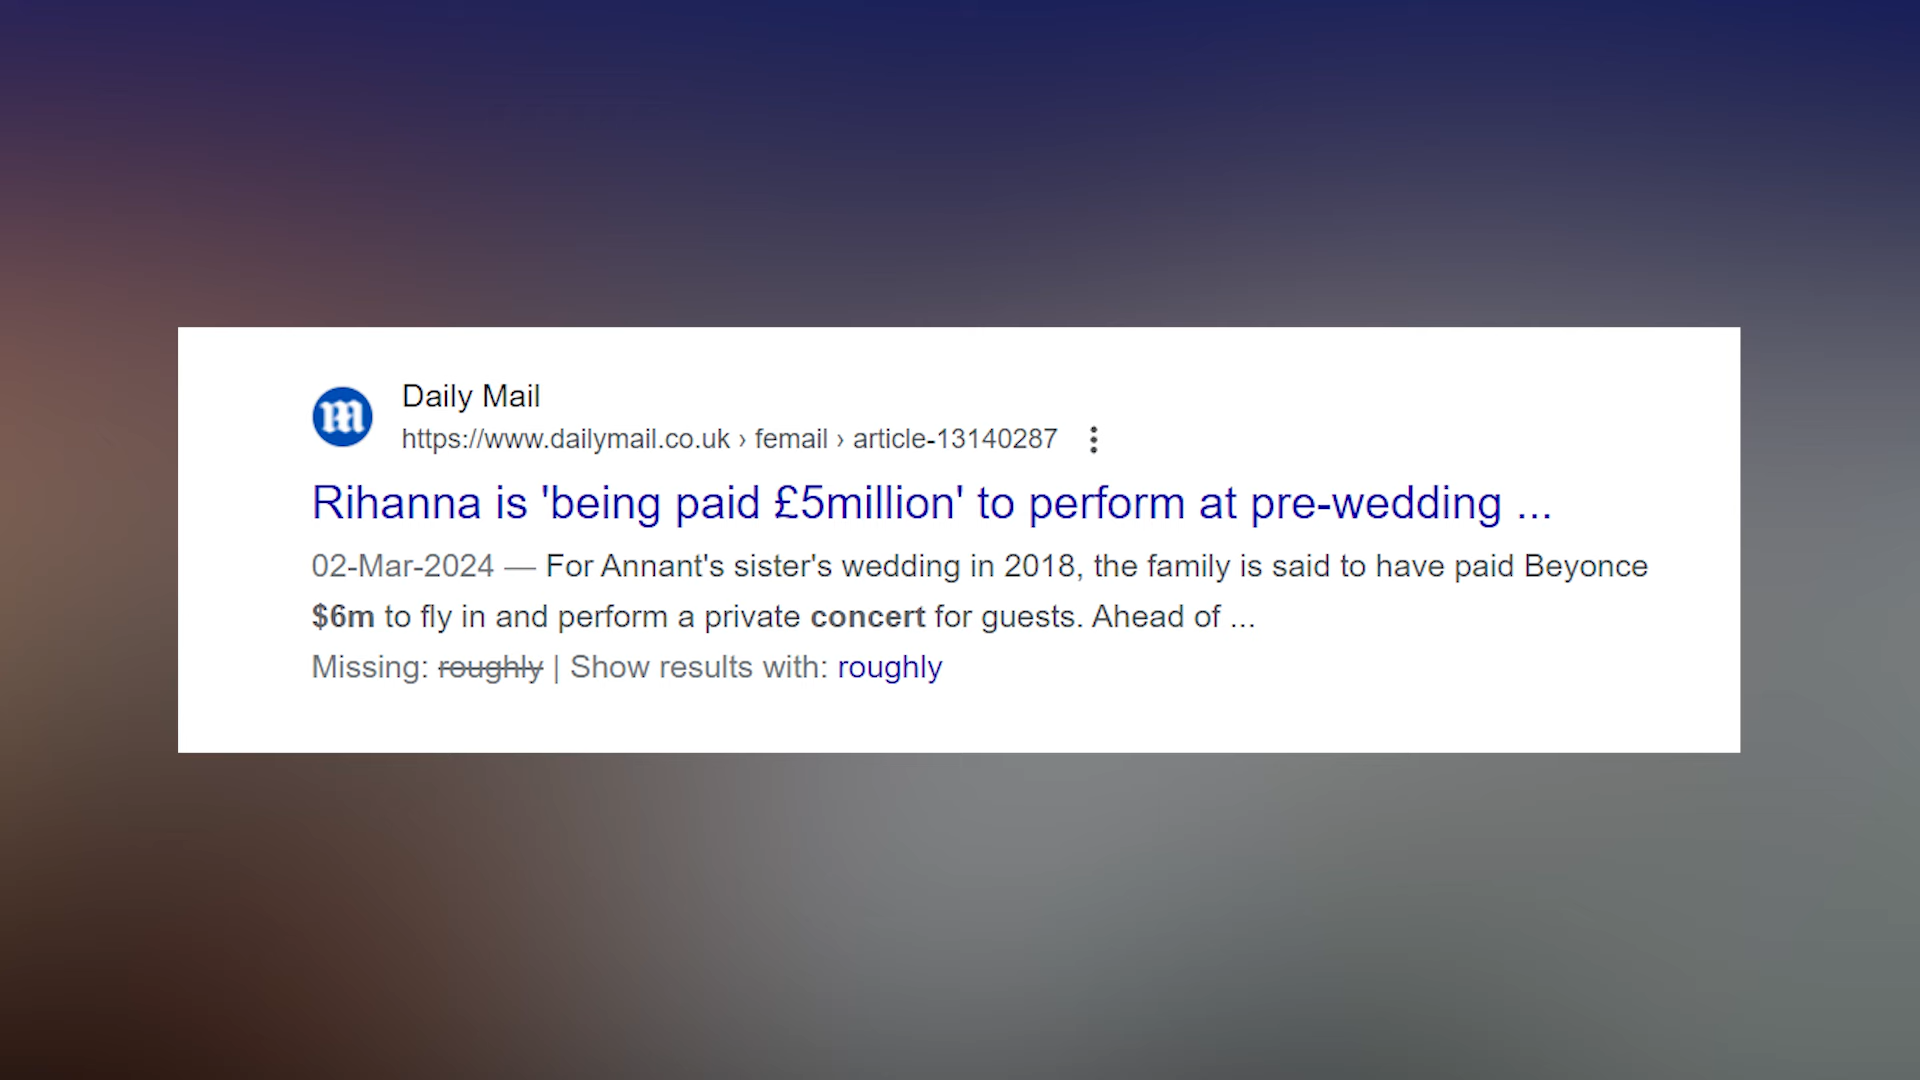 Daily Mail
https://www.dailymail.co.uk › femail › article-13140287
Rihanna is 'being paid £5million' to perform at pre-wedding ...
02-Mar-2024 — For Annant's sister's wedding in 2018, the family is said to have paid Beyonce
$6m to fly in and perform a private concert for guests. Ahead of ...
Missing: roughly | Show results with: roughly